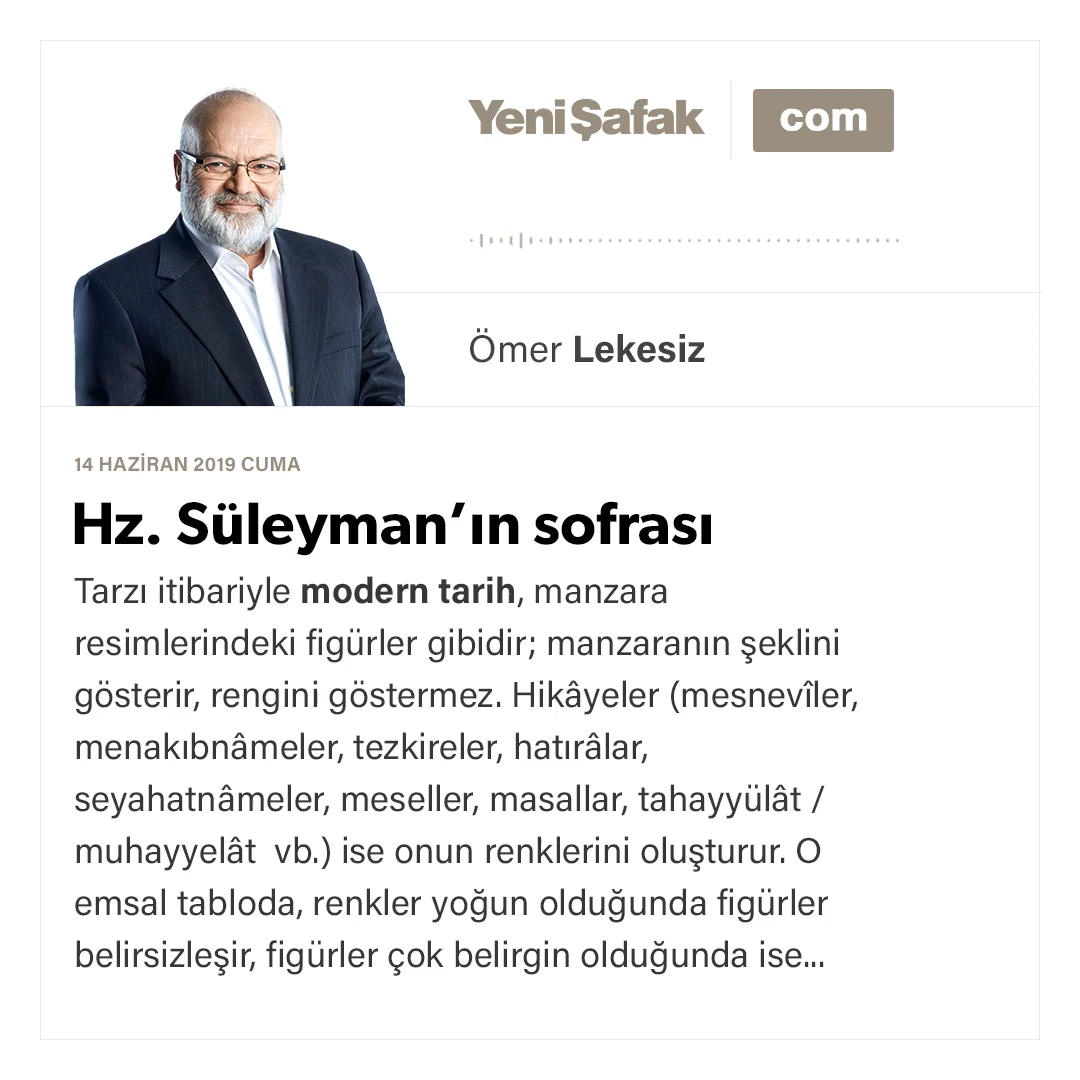 YeniŞafak com
Ömer Lekesiz
14 HAZİRAN 2019 CUMA
Hz. Süleyman’ın sofrası
Tarzı itibariyle modern tarih, manzara
resimlerindeki figürler gibidir; manzaranın şeklini
gösterir, rengini göstermez. Hikâyeler (mesnevîler,
menakıbnâmeler, tezkireler, hatırâlar,
seyahatnâmeler, meseller, masallar, tahayyülât /
muhayyelât  vb.) ise onun renklerini oluşturur. O
emsal tabloda, renkler yoğun olduğunda figürler
belirsizleşir, figürler çok belirgin olduğunda ise...